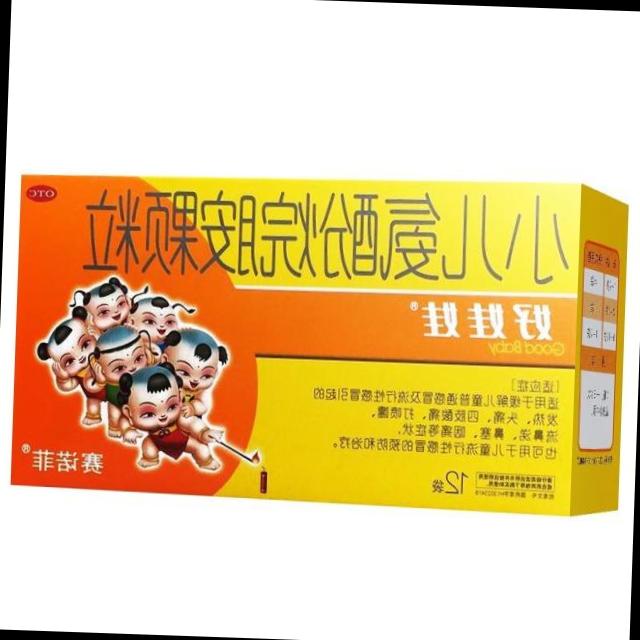 OTC
小儿氨酚烷胺颗粒
好娃娃®
Good Baby
[适应症]
适用于缓解儿童普通感冒及流行性感冒引起的
发热、头痛、四肢酸痛、打喷嚏、
流鼻涕、鼻塞、咽痛等症状,
也可用于儿童流行性感冒的预防和治疗。
赛诺菲®
12袋